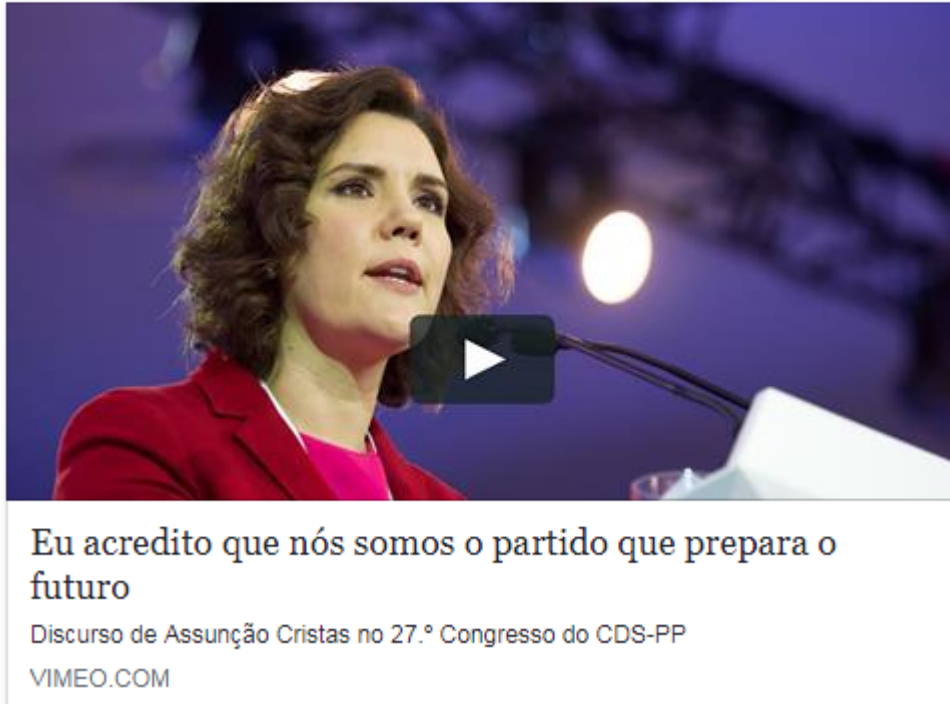 Eu acredito que nós somos o partido que prepara o
futuro
Discurso de Assunção Cristas no 27.º Congresso do CDS-PP
VIMEO.COM